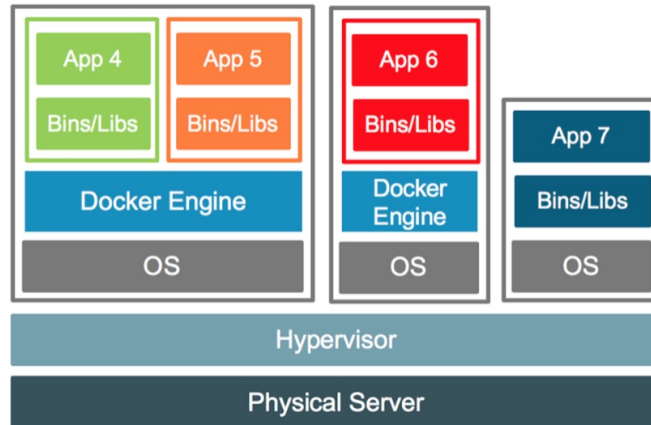 App 4
Bins/Libs
App 5
Bins/Libs
Docker Engine
OS
App 6
Bins/Libs
Docker
Engine
OS
App 7
Bins/Libs
OS
Hypervisor
Physical Server